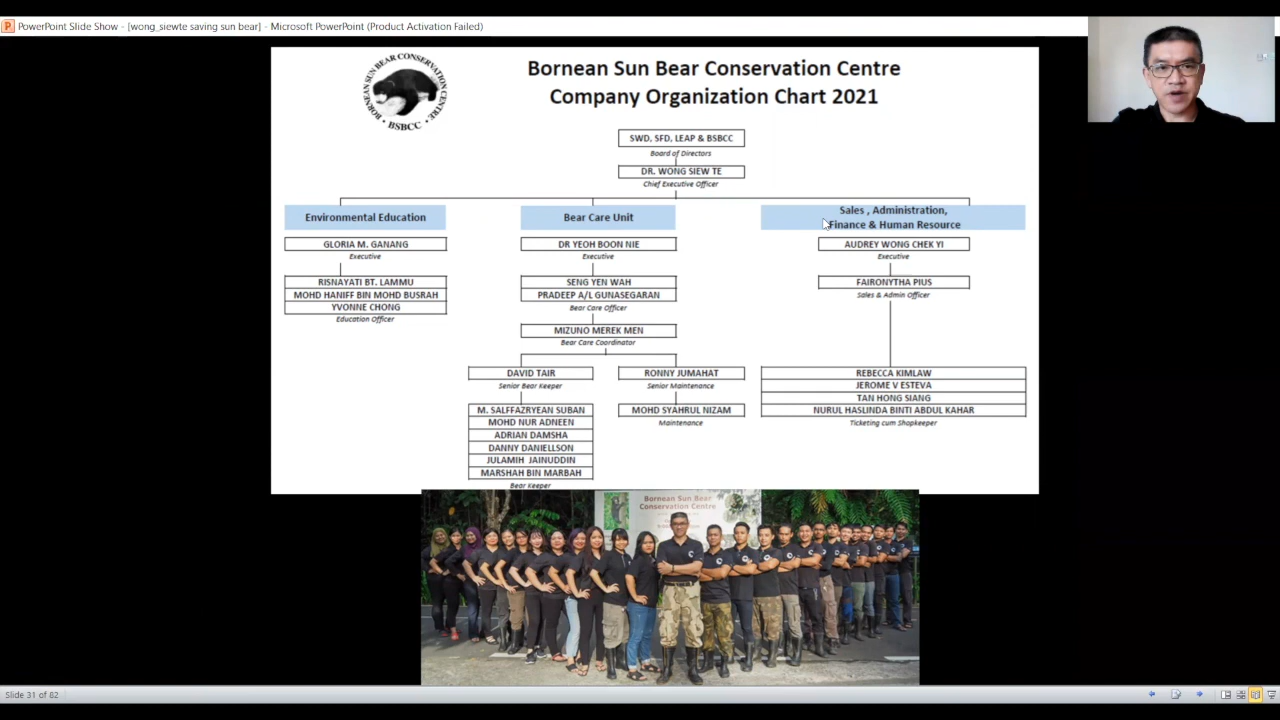 PowerPoint Slide Show - [wong_siewte saving sun bear] - Microsoft PowerPoint (Product Activation Failed)
BORNEAN SUN BEAR CONSERVATION CENTRE
• BSBCC •
Bornean Sun Bear Conservation Centre
Company Organization Chart 2021
SWD, SFD, LEAP & BSBCC
Board of Directors
DR. WONG SIEW TE
Chief Executive Officer
Environmental Education
GLORIA M. GANANG
Executive
RISNAYATI BT. LAMMU
MOHD HANIFF BIN MOHD BUSRAH
YVONNE CHONG
Education Officer
Bear Care Unit
DR YEOH BOON NIE
Executive
SENG YEN WAH
PRADEEP A/L GUNASEGARAN
Bear Care Officer
MIZUNO MEREK MEN
Bear Care Coordinator
DAVID TAIR
Senior Bear Keeper
M. SALFFAZRYEAN SUBAN
MOHD NUR ADNEEN
ADRIAN DAMSHA
DANNY DANIELLSON
JULAMIH JAINUDDIN
MARSHAH BIN MARBAH
Bear Keeper
RONNY JUMAHAT
Senior Maintenance
MOHD SYAHRUL NIZAM
Maintenance
Sales , Administration,
Finance & Human Resource
AUDREY WONG CHEK YI
Executive
FAIRONYTHA PIUS
Sales & Admin Officer
REBECCA KIMLAW
JEROME V ESTEVA
TAN HONG SIANG
NURUL HASLINDA BINTI ABDUL KAHAR
Ticketing cum Shopkeeper
Bornean Sun Bear
Conservation Centre
Slide 31 of 82